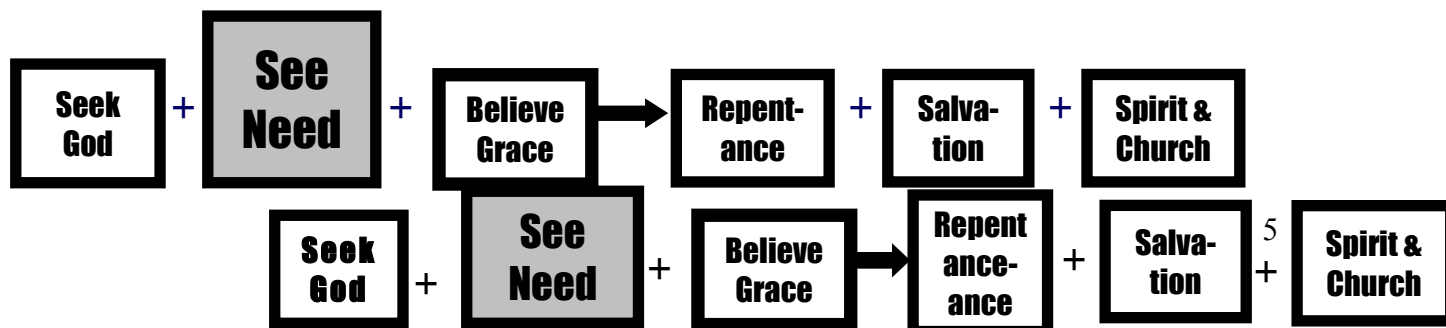 Seek
God
+
See
Need
+
Believe
Grace
Repent-
ance
+
Salva-
tion
+
Spirit &
Church
Seek
God
+
See
Need
+
Believe
Grace
Repent
ance-
ance
+
Salva-
tion
5
+
Spirit &
Church